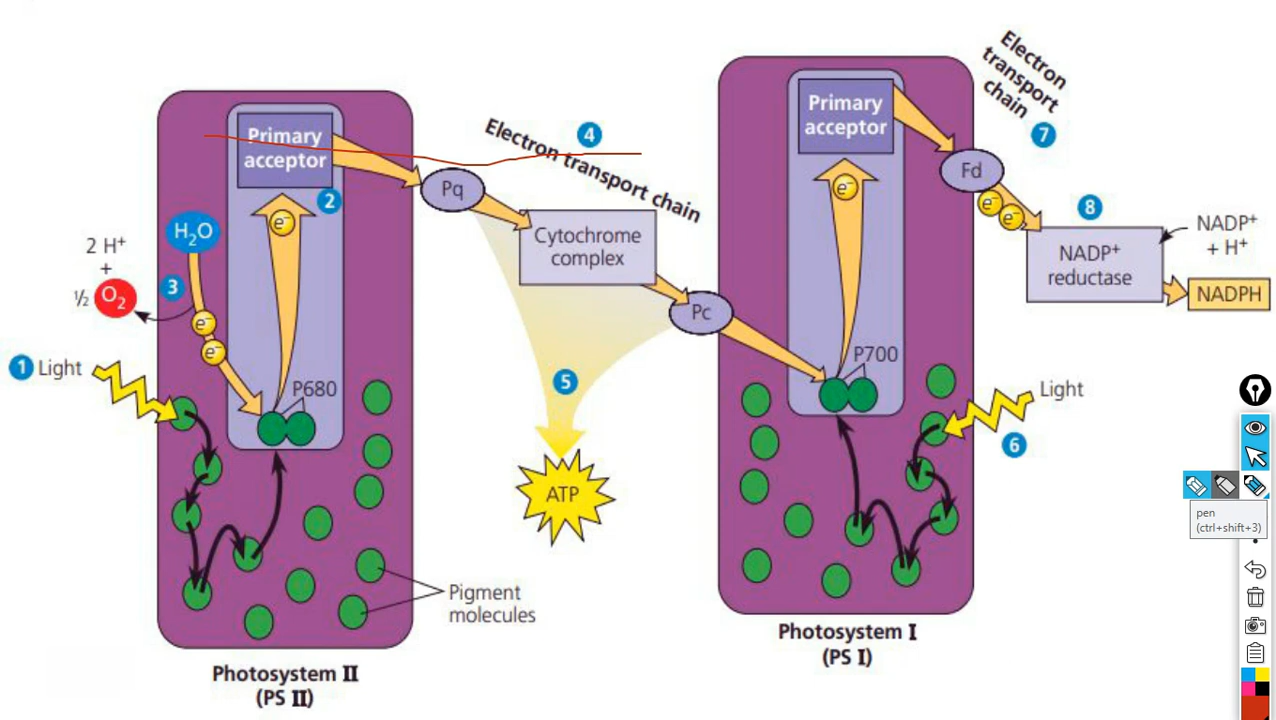 Electron
transport
chain
7
Primary
acceptor
4
Electron transport chain
Primary
acceptor
2
Pq
Fd
e⁻
e⁻
e⁻
e⁻
8
NADP⁺
+ H⁺
H₂O
2 H⁺
+
½ O₂
3
Cytochrome
complex
NADP⁺
reductase
NADPH
Pc
e⁻
e⁻
1 Light
P680
P700
5
Light
6
ATP
pen
(ctrl+shift+3)
Pigment
molecules
Photosystem I
(PS I)
Photosystem II
(PS II)